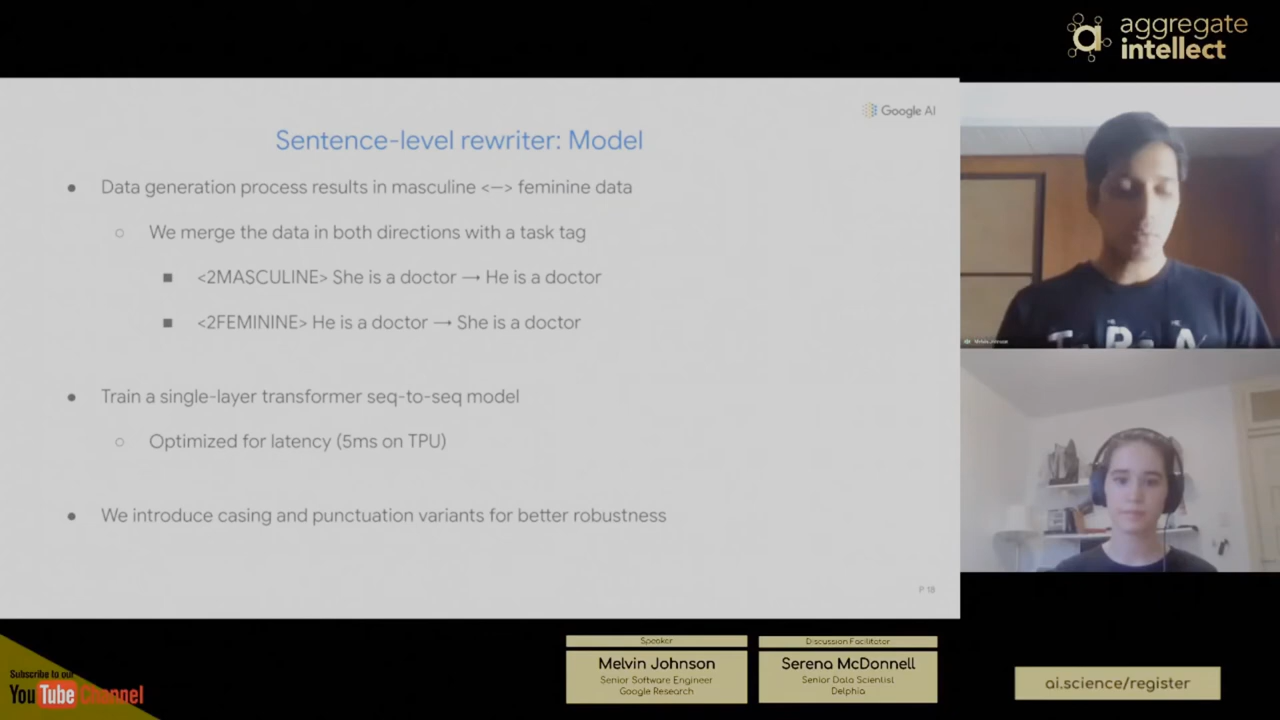 aggregate
intellect
Google AI
Sentence-level rewriter: Model
● Data generation process results in masculine <—> feminine data
○ We merge the data in both directions with a task tag
■ <2MASCULINE> She is a doctor → He is a doctor
■ <2FEMININE> He is a doctor → She is a doctor
● Train a single-layer transformer seq-to-seq model
○ Optimized for latency (5ms on TPU)
● We introduce casing and punctuation variants for better robustness
P 18
Melvin Johnson
Subscribe to our
YouTube Channel
Speaker
Melvin Johnson
Senior Software Engineer
Google Research
Discussion Facilitator
Serena McDonnell
Senior Data Scientist
Delphia
ai.science/register